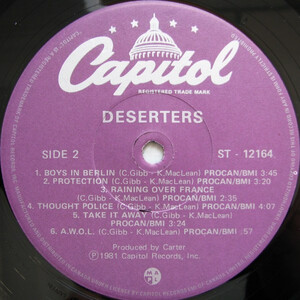 Capitol
REGISTERED TRADE MARK
DESERTERS
SIDE 2
ST - 12164
1. BOYS IN BERLIN (C.Gibb - K.MacLean) PROCAN/BMI 3:45
2. PROTECTION (C.Gibb - K.MacLean) PROCAN/BMI 3:20
3. RAINING OVER FRANCE
(C.Gibb - K.MacLean) PROCAN/BMI 2:35
4. THOUGHT POLICE (C.Gibb - K.MacLean) PROCAN/BMI 4:07
5. TAKE IT AWAY (C.Gibb - K.MacLean)
PROCAN/BMI 3:24
6. A.W.O.L. (C.Gibb - K.MacLean) PROCAN/BMI .57
Produced by Carter
℗ 1981 Capitol Records, Inc.